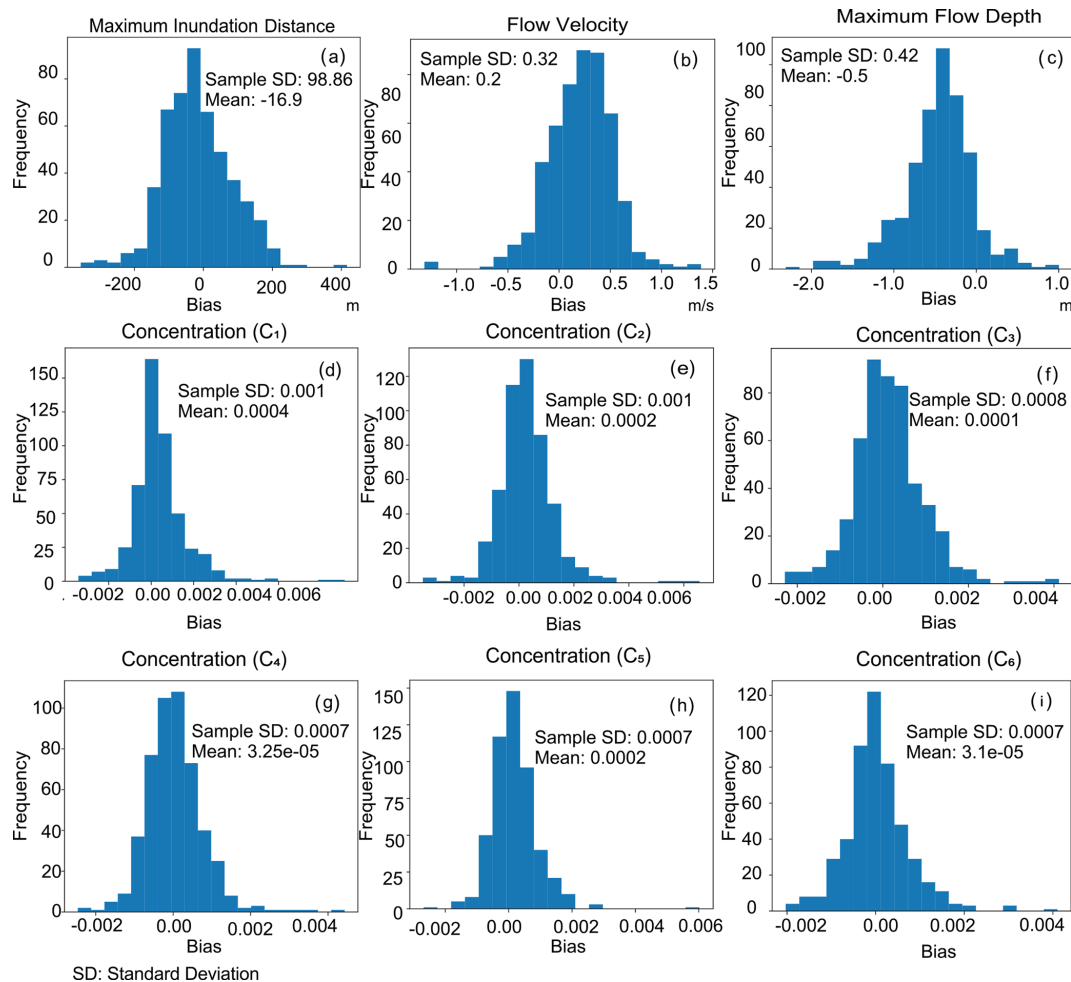 Maximum Inundation Distance
(a)
Sample SD: 98.86
Mean: -16.9
Frequency
80
60
40
20
0
-200
0
200
400
Bias
m
Flow Velocity
(b)
Sample SD: 0.32
Mean: 0.2
Frequency
80
60
40
20
0
-1.0
-0.5
0.0
0.5
1.0
1.5
Bias
m/s
Maximum Flow Depth
(c)
Sample SD: 0.42
Mean: -0.5
Frequency
100
80
60
40
20
0
-2.0
-1.0
0.0
1.0
Bias
m
Concentration (C₁)
(d)
Sample SD: 0.001
Mean: 0.0004
Frequency
150
125
100
75
50
25
0
-0.002
0.00
0.002
0.004
0.006
Bias
Concentration (C₂)
(e)
Sample SD: 0.001
Mean: 0.0002
Frequency
120
100
80
60
40
20
0
-0.002
0.00
0.002
0.004
0.006
Bias
Concentration (C₃)
(f)
Sample SD: 0.0008
Mean: 0.0001
Frequency
80
60
40
20
0
-0.002
0.00
0.002
0.004
Bias
Concentration (C₄)
(g)
Sample SD: 0.0007
Mean: 3.25e-05
Frequency
100
80
60
40
20
0
-0.002
0.00
0.002
0.004
Bias
Concentration (C₅)
(h)
Sample SD: 0.0007
Mean: 0.0002
Frequency
150
125
100
75
50
25
0
-0.002
0.00
0.002
0.004
0.006
Bias
Concentration (C₆)
(i)
Sample SD: 0.0007
Mean: 3.1e-05
Frequency
120
100
80
60
40
20
0
-0.002
0.00
0.002
0.004
Bias
SD: Standard Deviation